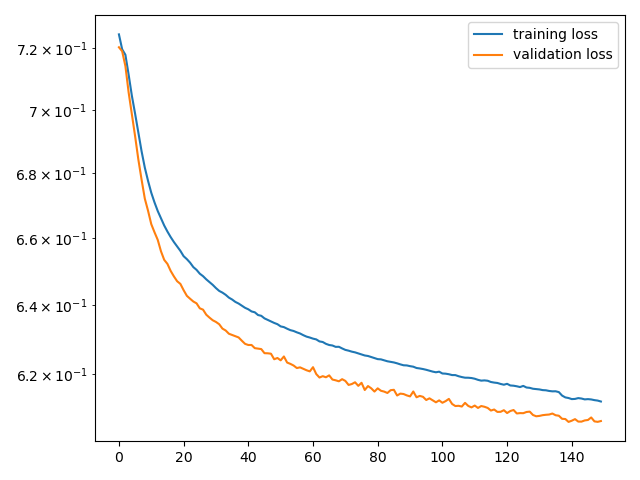 training loss
validation loss
7.2 × 10⁻¹
7 × 10⁻¹
6.8 × 10⁻¹
6.6 × 10⁻¹
6.4 × 10⁻¹
6.2 × 10⁻¹
0 20 40 60 80 100 120 140